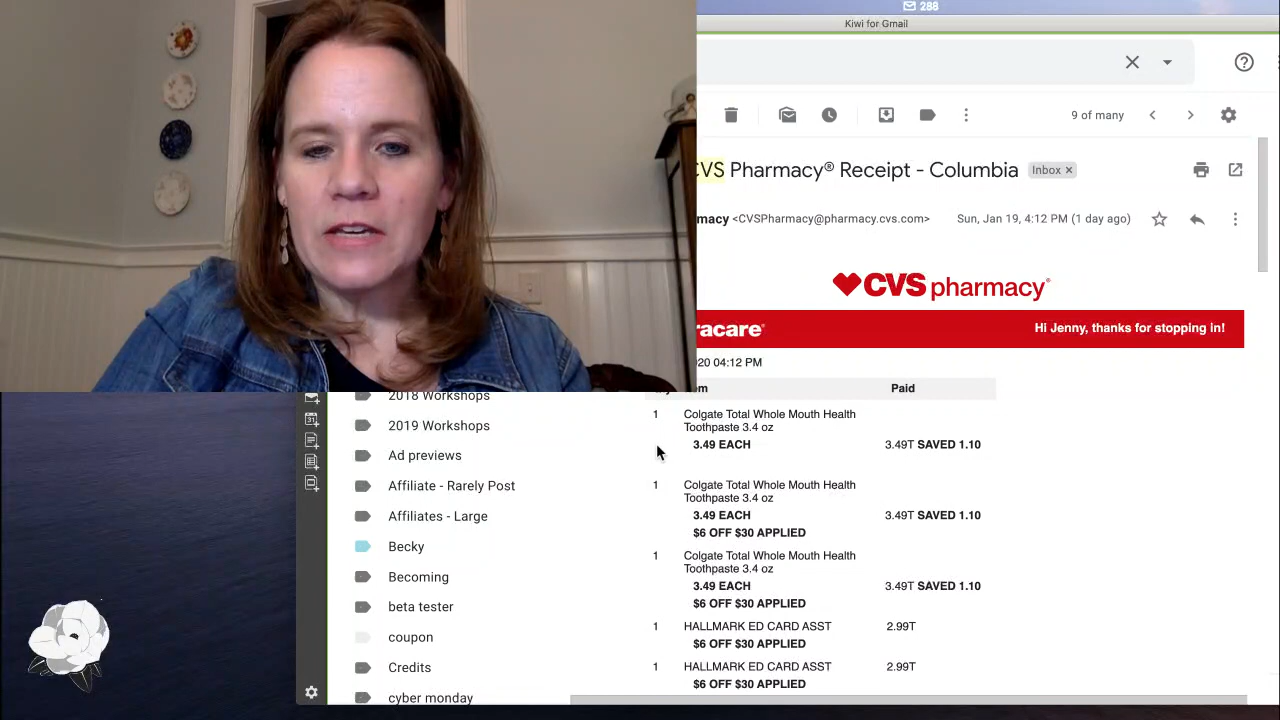 288
Kiwi for Gmail
9 of many
CVS Pharmacy® Receipt - Columbia
Inbox ×
macy <CVSPharmacy@pharmacy.cvs.com>
Sun, Jan 19, 4:12 PM (1 day ago)
CVS pharmacy®
racare®
Hi Jenny, thanks for stopping in!
20 04:12 PM
em Paid
1 Colgate Total Whole Mouth Health
Toothpaste 3.4 oz
3.49 EACH 3.49T SAVED 1.10
1 Colgate Total Whole Mouth Health
Toothpaste 3.4 oz
3.49 EACH 3.49T SAVED 1.10
$6 OFF $30 APPLIED
1 Colgate Total Whole Mouth Health
Toothpaste 3.4 oz
3.49 EACH 3.49T SAVED 1.10
$6 OFF $30 APPLIED
1 HALLMARK ED CARD ASST 2.99T
$6 OFF $30 APPLIED
1 HALLMARK ED CARD ASST 2.99T
$6 OFF $30 APPLIED
2018 Workshops
2019 Workshops
Ad previews
Affiliate - Rarely Post
Affiliates - Large
Becky
Becoming
beta tester
coupon
Credits
cyber monday
31